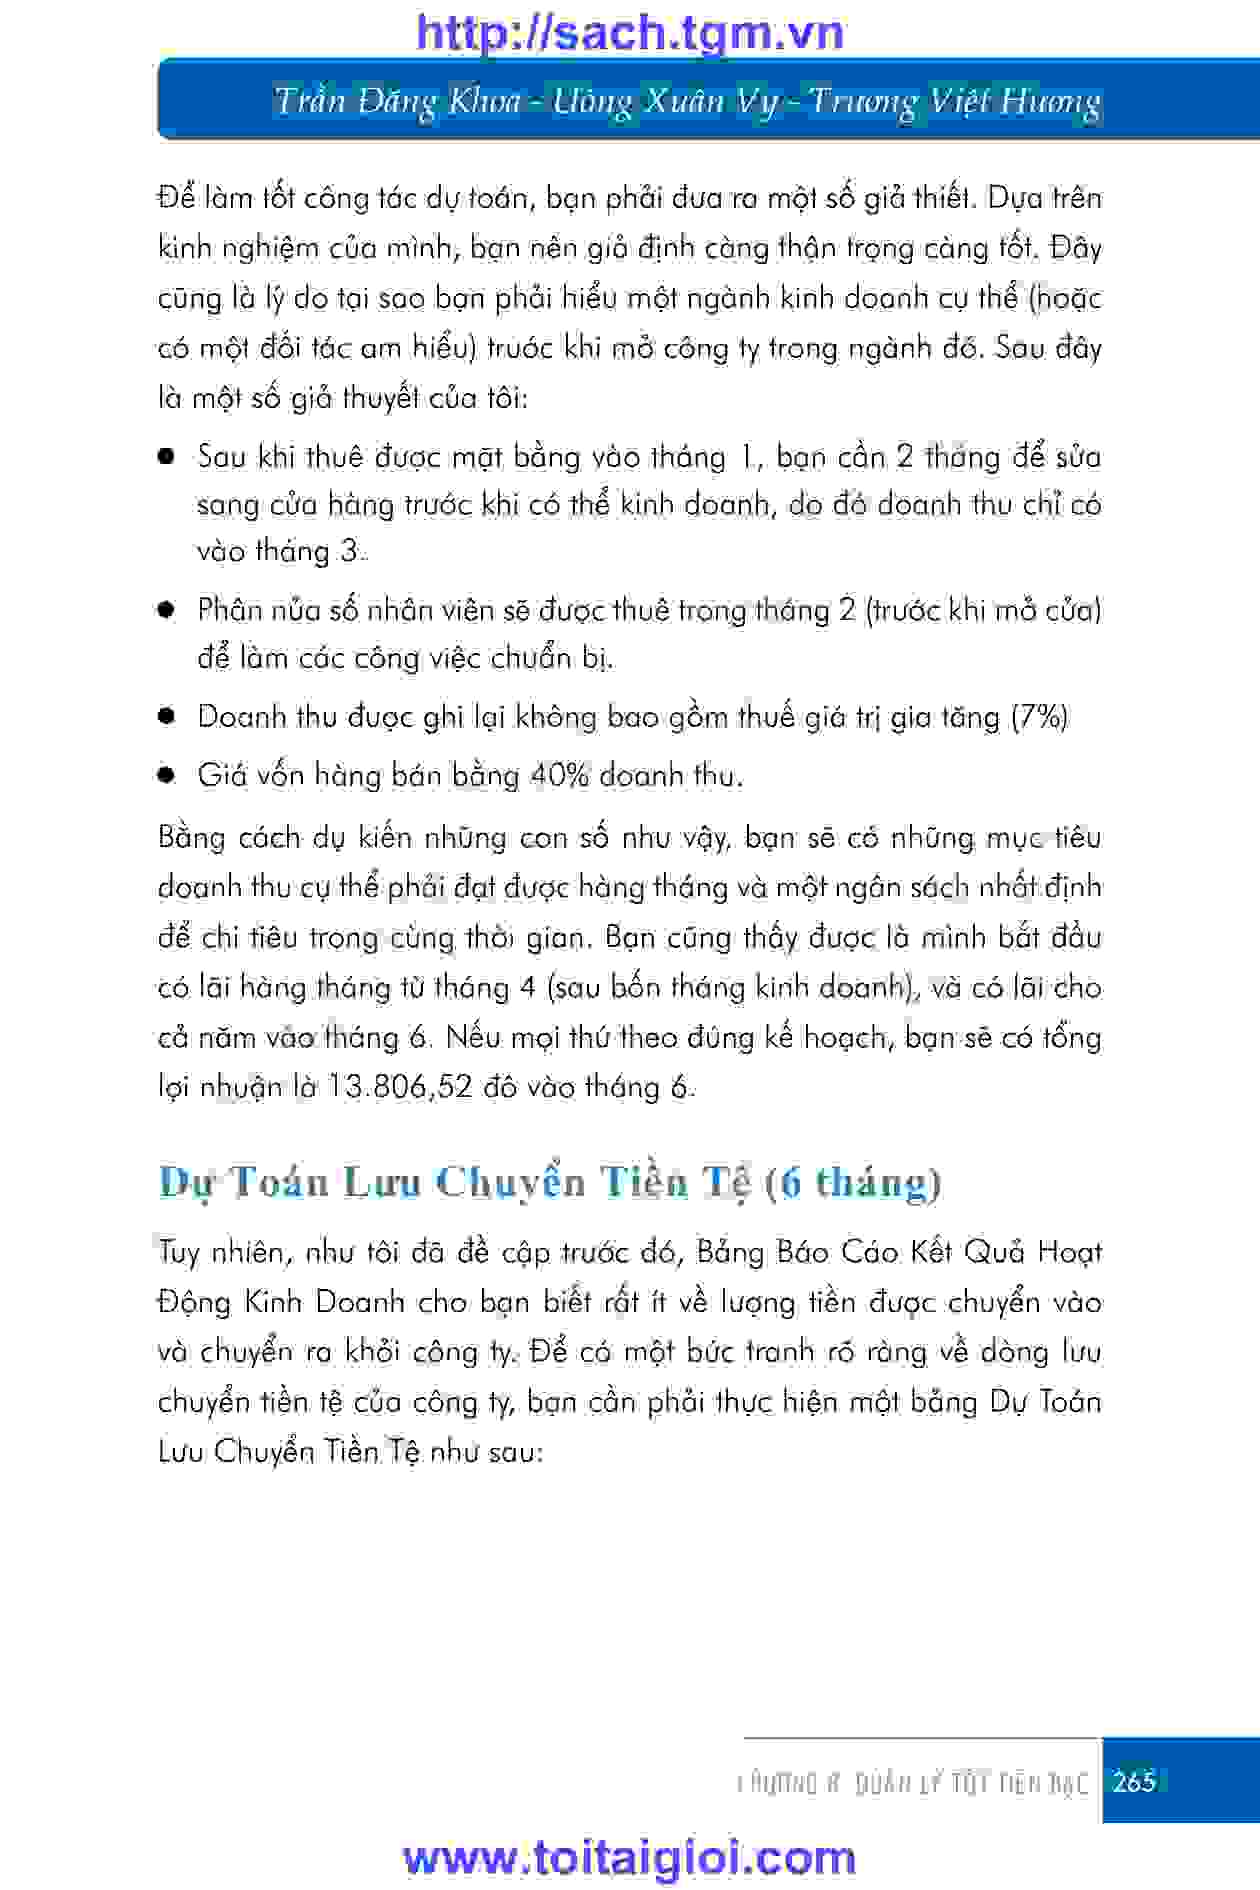 http://sach.tgm.vn
Trần Đăng Khoa - Uông Xuân Vy - Trương Việt Hương
Để làm tốt công tác dự toán, bạn phải đưa ra một số giả thiết. Dựa trên
kinh nghiệm của mình, bạn nên giả định càng thận trọng càng tốt. Đây
cũng là lý do tại sao bạn phải hiểu một ngành kinh doanh cụ thể (hoặc
có một đối tác am hiểu) trước khi mở công ty trong ngành đó. Sau đây
là một số giả thuyết của tôi:
● Sau khi thuê được mặt bằng vào tháng 1, bạn cần 2 tháng để sửa
sang cửa hàng trước khi có thể kinh doanh, do đó doanh thu chỉ có
vào tháng 3.
● Phân nửa số nhân viên sẽ được thuê trong tháng 2 (trước khi mở cửa)
để làm các công việc chuẩn bị.
● Doanh thu được ghi lại không bao gồm thuế giá trị gia tăng (7%)
● Giá vốn hàng bán bằng 40% doanh thu.
Bằng cách dự kiến những con số như vậy, bạn sẽ có những mục tiêu
doanh thu cụ thể phải đạt được hàng tháng và một ngân sách nhất định
để chi tiêu trong cùng thời gian. Bạn cũng thấy được là mình bắt đầu
có lãi hàng tháng từ tháng 4 (sau bốn tháng kinh doanh), và có lãi cho
cả năm vào tháng 6. Nếu mọi thứ theo đúng kế hoạch, bạn sẽ có tổng
lợi nhuận là 13.806,52 đô vào tháng 6.
Dự Toán Lưu Chuyển Tiền Tệ (6 tháng)
Tuy nhiên, như tôi đã đề cập trước đó, Bảng Báo Cáo Kết Quả Hoạt
Động Kinh Doanh cho bạn biết rất ít về lượng tiền được chuyển vào
và chuyển ra khỏi công ty. Để có một bức tranh rõ ràng về dòng lưu
chuyển tiền tệ của công ty, bạn cần phải thực hiện một bảng Dự Toán
Lưu Chuyển Tiền Tệ như sau:
CHƯƠNG 8: QUẢN LÝ TỐT TIỀN BẠC 265
www.toitaigioi.com